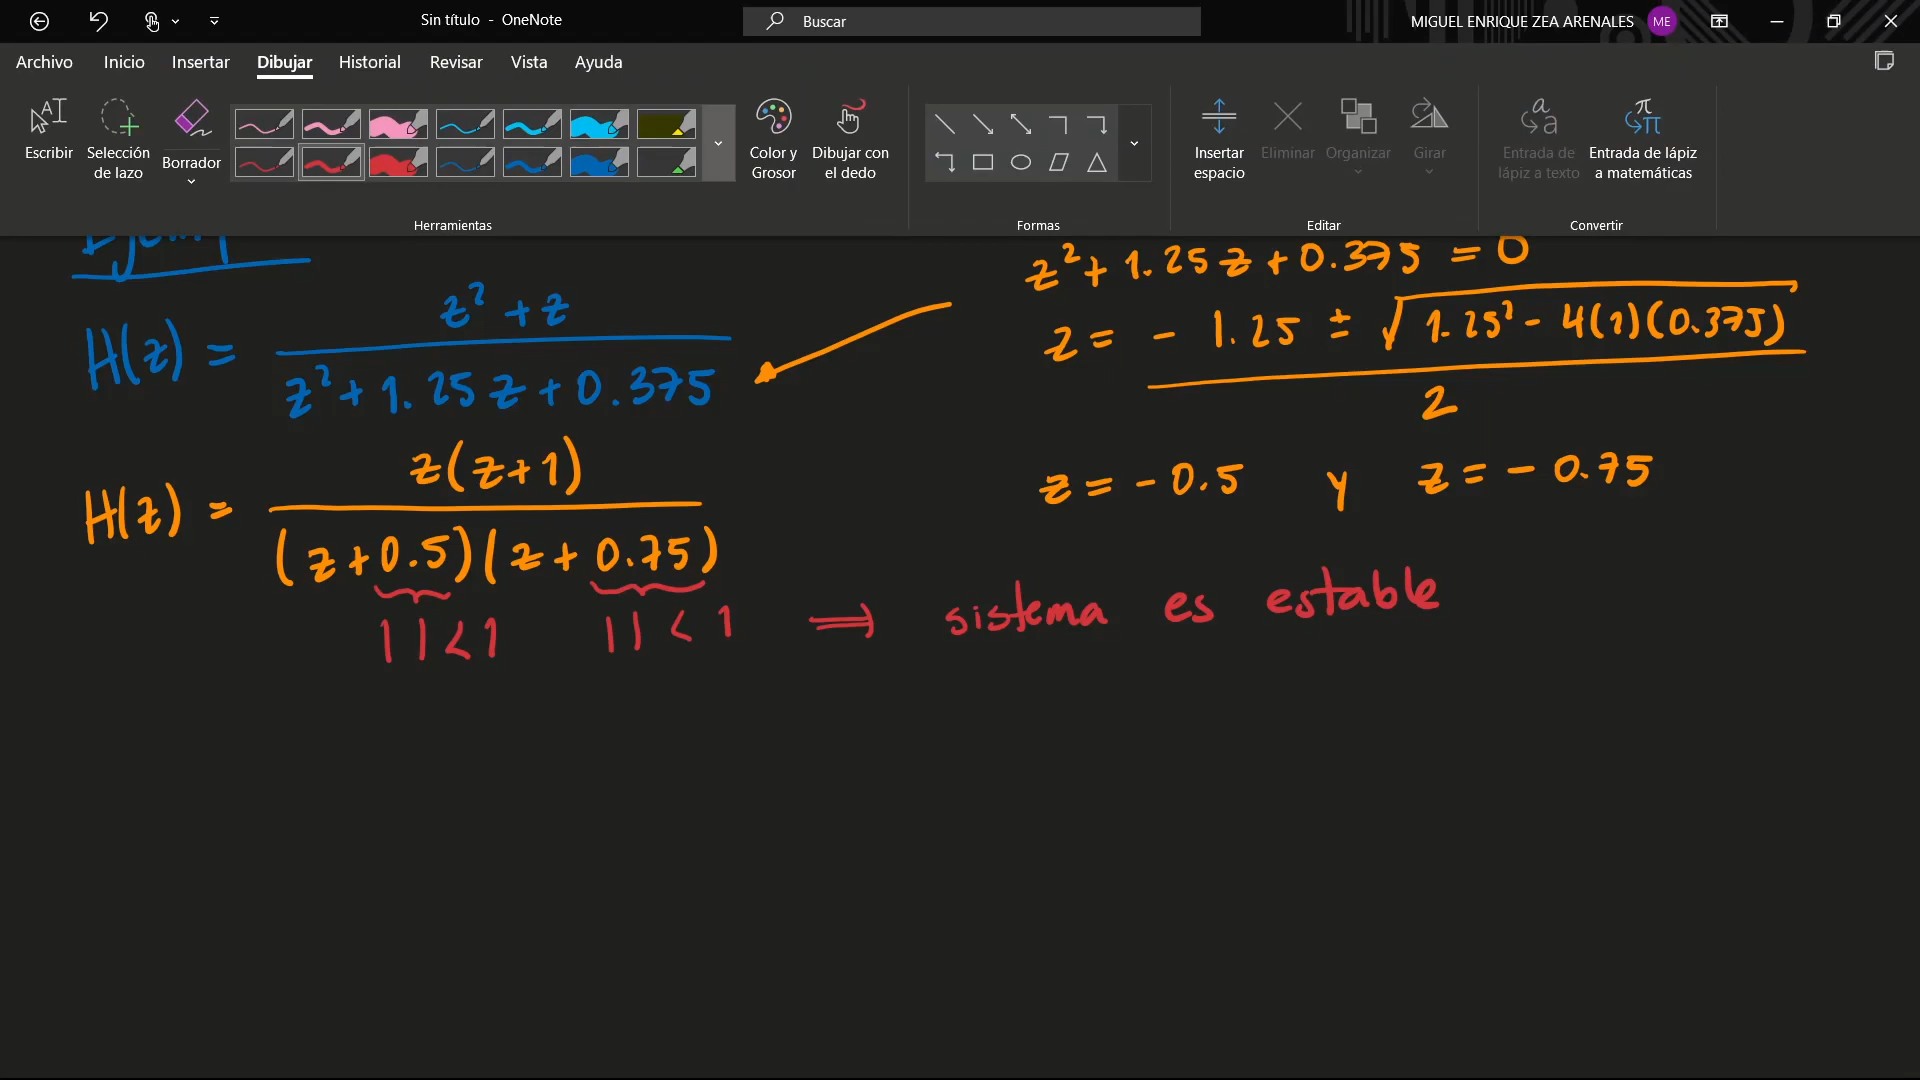 Sin título - OneNote
Buscar
MIGUEL ENRIQUE ZEA ARENALES
ME
Archivo Inicio Insertar Dibujar Historial Revisar Vista Ayuda
Escribir
Selección de lazo
Borrador
Color y Grosor
Dibujar con el dedo
Insertar espacio
Eliminar
Organizar
Girar
Entrada de lápiz a texto
Entrada de lápiz a matemáticas
Herramientas
Formas
Editar
Convertir
H(z) = (z² + z) / (z² + 1.25z + 0.375)
H(z) = z(z+1) / ((z+0.5)(z+0.75))
| | < 1 | | < 1 ⟹ sistema es estable
z² + 1.25z + 0.375 = 0
z = (-1.25 ± √(1.25² - 4(1)(0.375))) / 2
z = -0.5 y z = -0.75